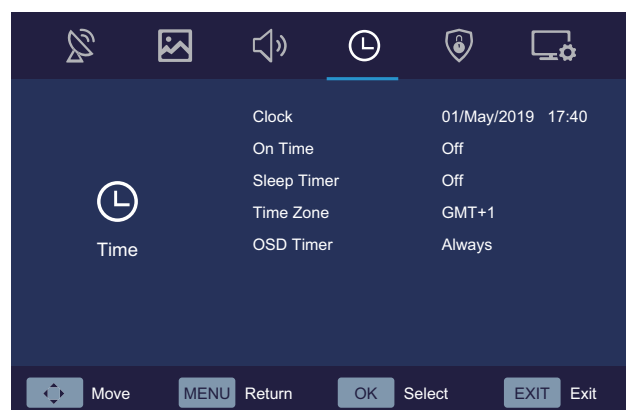 Clock 01/May/2019 17:40
On Time Off
Sleep Timer Off
Time Zone GMT+1
OSD Timer Always
Time
Move MENU Return OK Select EXIT Exit